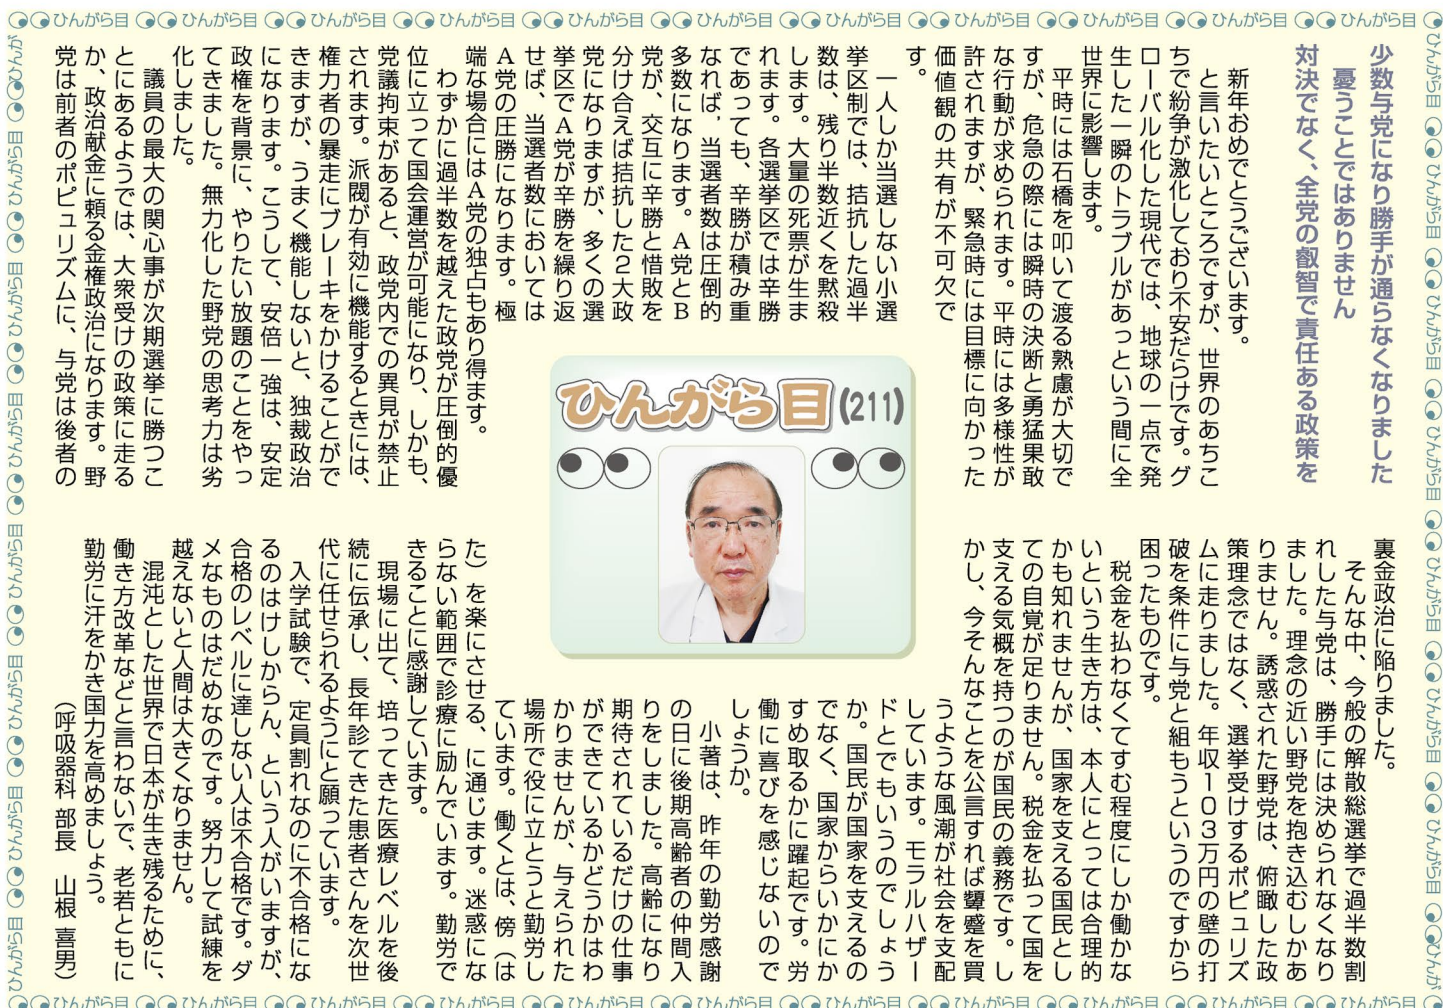 少数与党になり勝手が通らなくなりました
憂うことではありません
対決でなく、全党の叡智で責任ある政策を
新年おめでとうございます。
と言いたいところですが、世界のあちこ
ちで紛争が激化しており不安だらけです。グ
ローバル化した現代では、地球の一点で発
生した一瞬のトラブルがあっという間に全
世界に影響します。
平時には石橋を叩いて渡る熟慮が大切で
すが、危急の際には瞬時の決断と勇猛果敢
な行動が求められます。平時には多様性が
許されますが、緊急時には目標に向かった
価値観の共有が不可欠で
す。
一人しか当選しない小選
挙区制では、拮抗した過半
数は、残り半数近くを黙殺
します。大量の死票が生ま
れます。各選挙区では辛勝
であっても、辛勝が積み重
なれば、当選者数は圧倒的
多数になります。A党とB
党が、交互に辛勝と惜敗を
分け合えば拮抗した2大政
党になりますが、多くの選
挙区でA党が辛勝を繰り返
せば、当選者数においては
A党の圧勝になります。極
端な場合にはA党の独占もあり得ます。
わずかに過半数を越えた政党が圧倒的優
位に立って国会運営が可能になり、しかも、
党議拘束があると、政党内での異見が禁止
されます。派閥が有効に機能するときには、
権力者の暴走にブレーキをかけることがで
きますが、うまく機能しないと、独裁政治
になります。こうして、安倍一強は、安定
政権を背景に、やりたい放題のことをやっ
てきました。無力化した野党の思考力は劣
化しました。
議員の最大の関心事が次期選挙に勝つこ
とにあるようでは、大衆受けの政策に走る
か、政治献金に頼る金権政治になります。野
党は前者のポピュリズムに、与党は後者の
ひんがら目(211)
裏金政治に陥りました。
そんな中、今般の解散総選挙で過半数割
れした与党は、勝手には決められなくなり
ました。理念の近い野党を抱き込むしかあ
りません。誘惑された野党は、俯瞰した政
策理念ではなく、選挙受けするポピュリズ
ムに走りました。年収103万円の壁の打
破を条件に与党と組もうというのですから
困ったものです。
税金を払わなくてすむ程度にしか働かな
いという生き方は、本人にとっては合理的
かも知れませんが、国家を支える国民とし
ての自覚が足りません。税金を払って国を
支える気概を持つのが国民の義務です。し
かし、今そんなことを公言すれば顰蹙を買
うような風潮が社会を支配
しています。モラルハザー
ドとでもいうのでしょう
か。国民が国家を支えるの
でなく、国家からいかにか
すめ取るかに躍起です。労
働に喜びを感じないので
しょうか。
小著は、昨年の勤労感謝
の日に後期高齢者の仲間入
りをしました。高齢になり
期待されているだけの仕事
ができているかどうかはわ
かりませんが、与えられた
場所で役に立とうと勤労し
ています。働くとは、傍（は
た）を楽にさせる、に通じます。迷惑にな
らない範囲で診療に励んでいます。勤労で
きることに感謝しています。
現場に出て、培ってきた医療レベルを後
続に伝承し、長年診てきた患者さんを次世
代に任せられるようにと願っています。
入学試験で、定員割れなのに不合格にな
るのはけしからん、という人がいますが、
合格のレベルに達しない人は不合格です。ダ
メなものはだめなのです。努力して試練を
越えないと人間は大きくなりません。
混沌とした世界で日本が生き残るために、
働き方改革などと言わないで、老若ともに
勤労に汗をかき国力を高めましょう。
（呼吸器科 部長 山根 喜男）